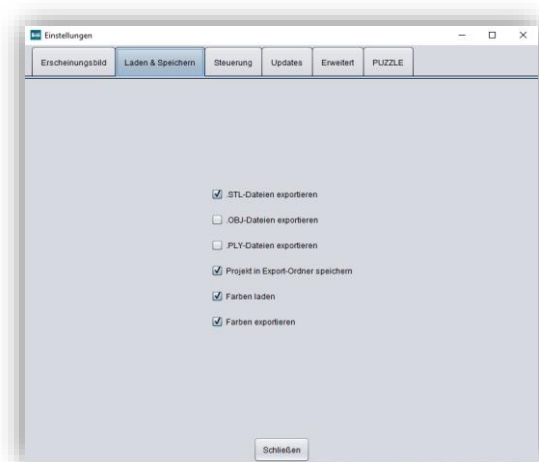 Einstellungen
Erscheinungsbild Laden & Speichern Steuerung Updates Erweitert PUZZLE
.STL-Dateien exportieren
.OBJ-Dateien exportieren
.PLY-Dateien exportieren
Projekt in Export-Ordner speichern
Farben laden
Farben exportieren
Schließen